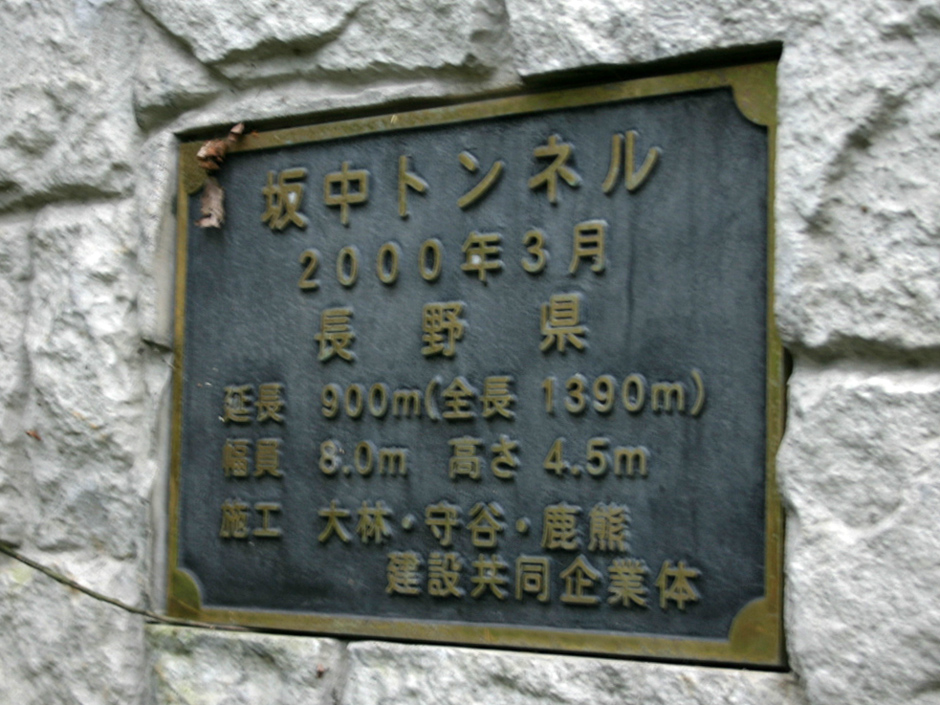 坂中トンネル
2000年3月
長野県
延長 900m(全長 1390m)
幅員 8.0m 高さ 4.5m
施工 大林・守谷・鹿熊
建設共同企業体